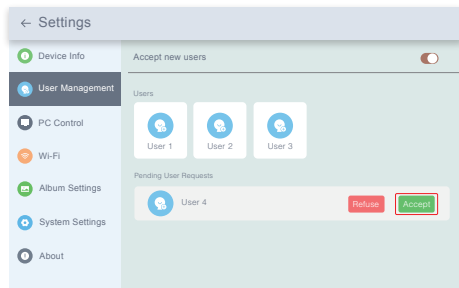 ← Settings
Device Info
User Management
PC Control
Wi-Fi
Album Settings
System Settings
About
Accept new users
Users
User 1 User 2 User 3
Pending User Requests
User 4 Refuse Accept